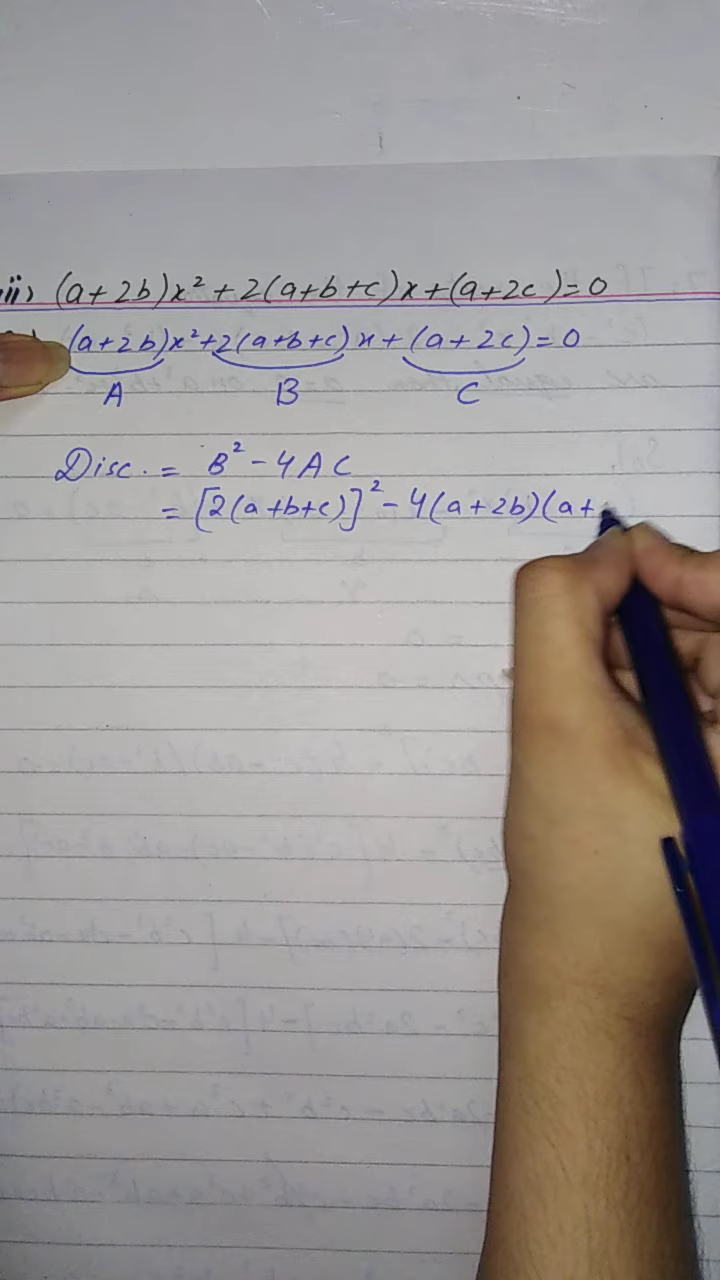 ii) (a+2b)x² + 2(a+b+c)x+(a+2c)=0
(a+2b)x²+2(a+b+c)x+(a+2c)=0
A B C
Disc. = B² - 4AC
= [2(a+b+c)]² - 4(a+2b)(a+